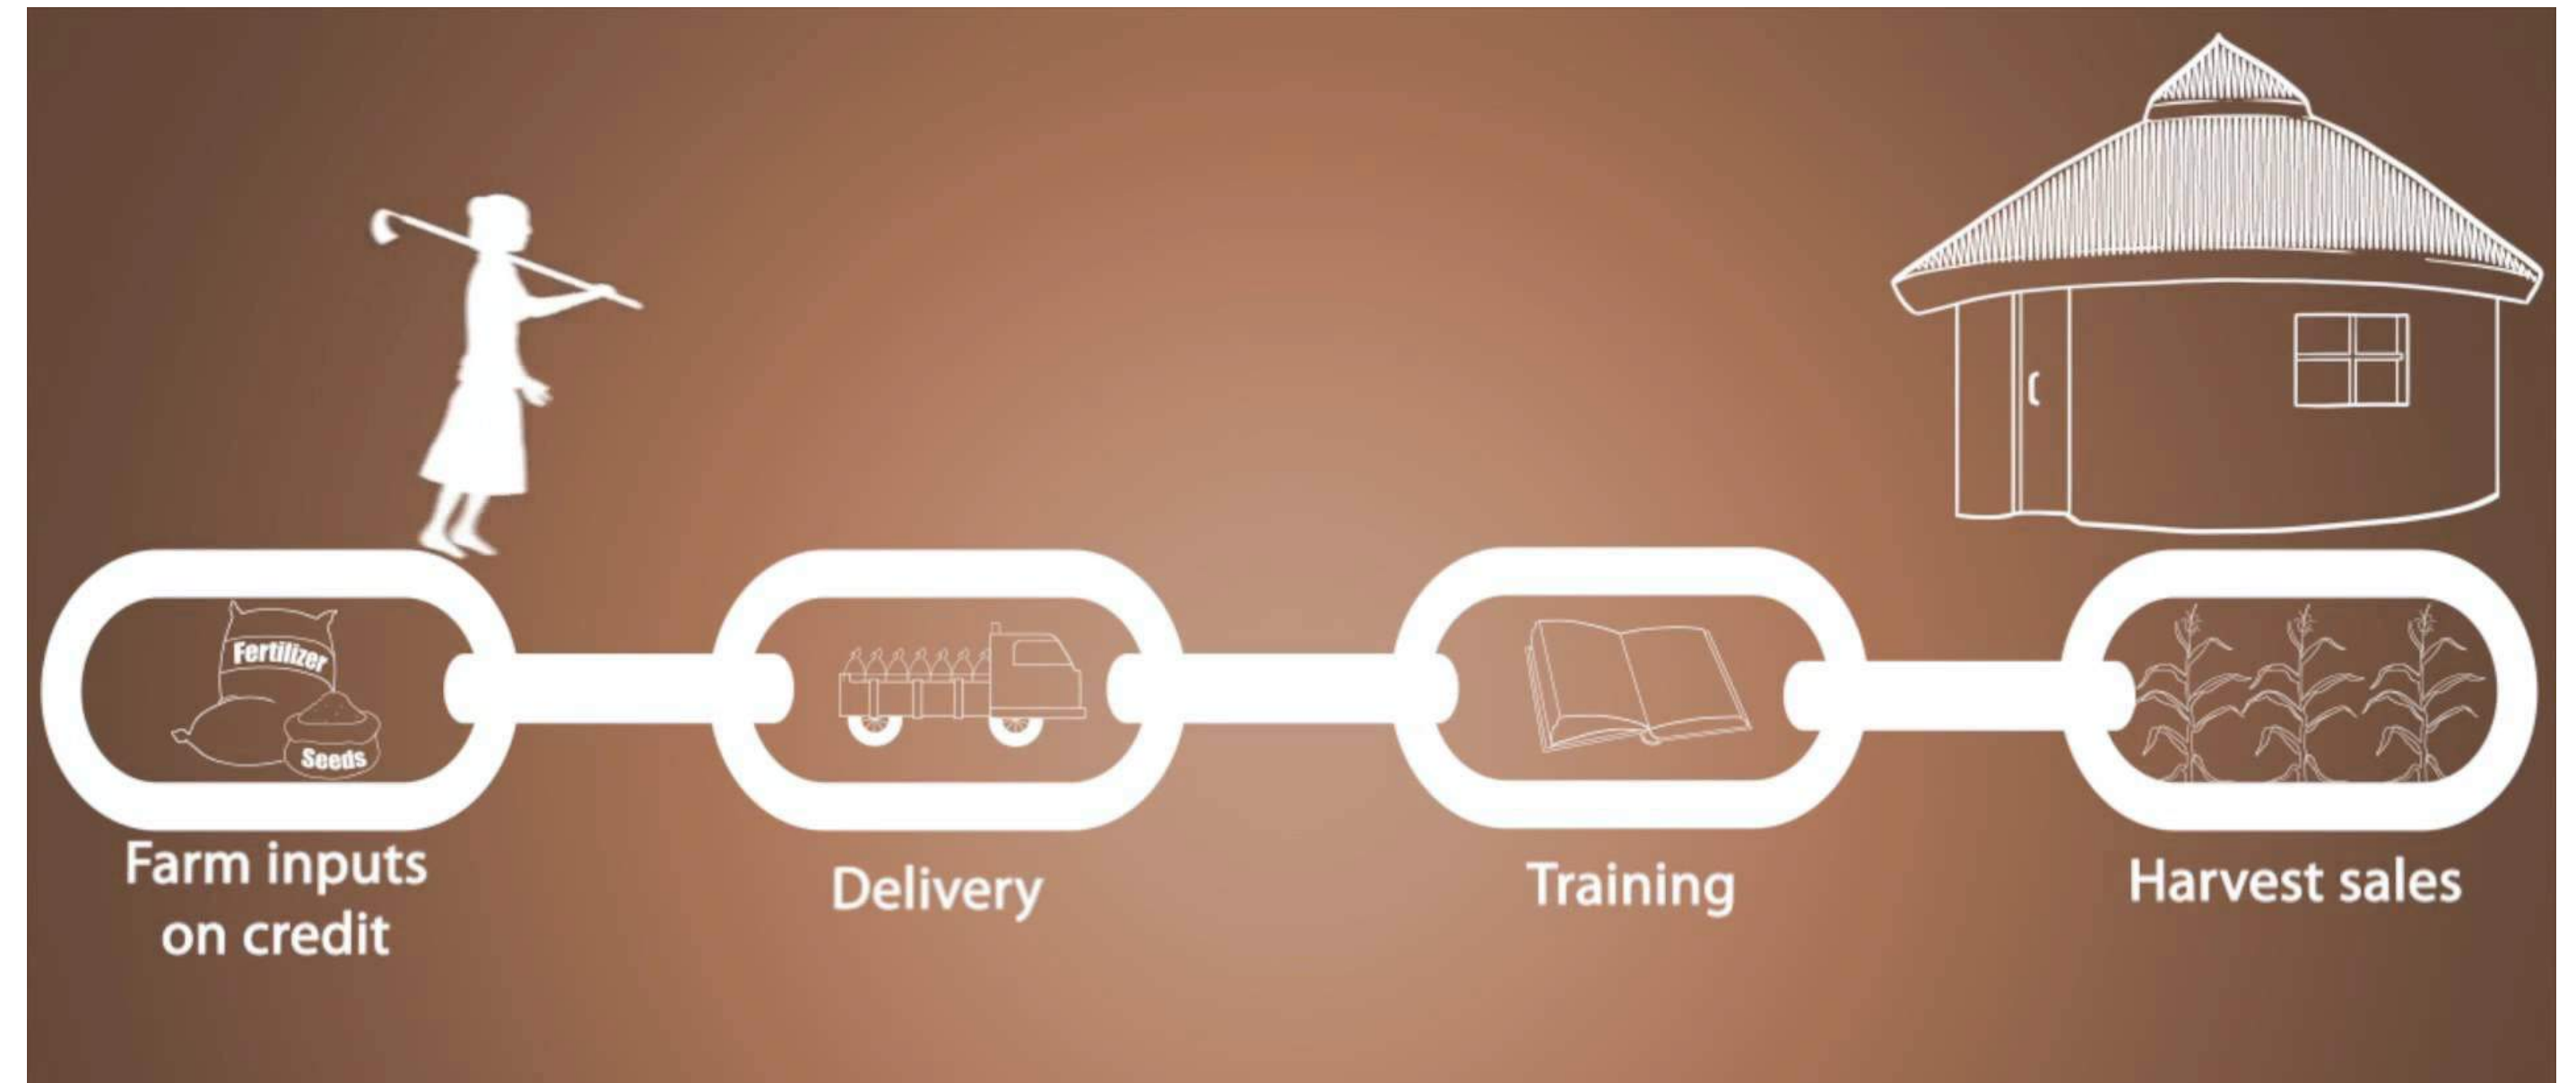 Fertilizer
Seeds
Farm inputs
on credit
Delivery
Training
Harvest sales